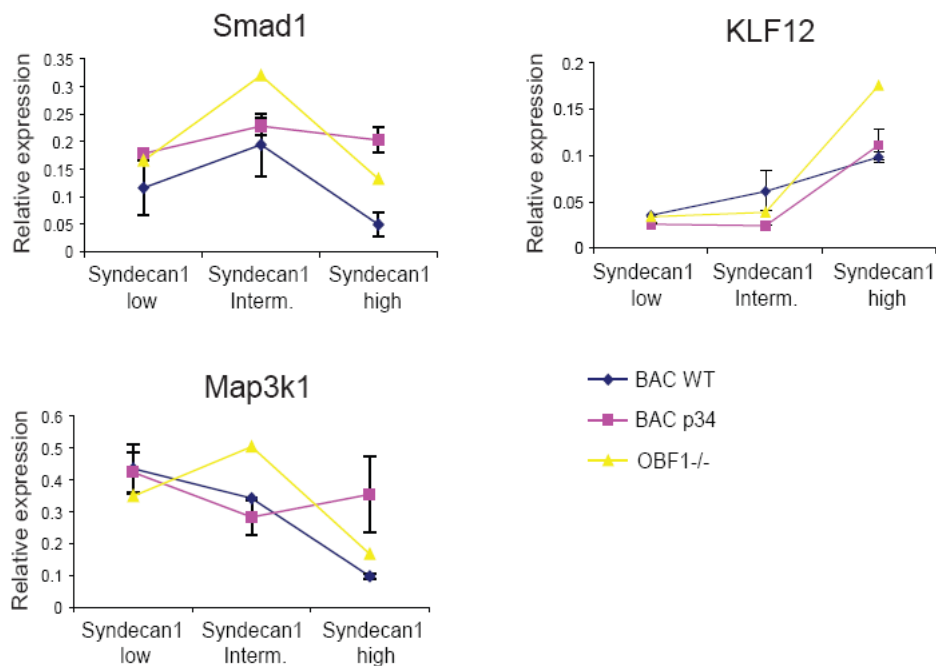 Smad1
Relative expression
0.35
0.3
0.25
0.2
0.15
0.1
0.05
0
Syndecan1 Syndecan1 Syndecan1
low Interm. high
KLF12
Relative expression
0.2
0.15
0.1
0.05
0
Syndecan1 Syndecan1 Syndecan1
low Interm. high
Map3k1
Relative expression
0.6
0.5
0.4
0.3
0.2
0.1
0
Syndecan1 Syndecan1 Syndecan1
low Interm. high
BAC WT
BAC p34
OBF1-/-